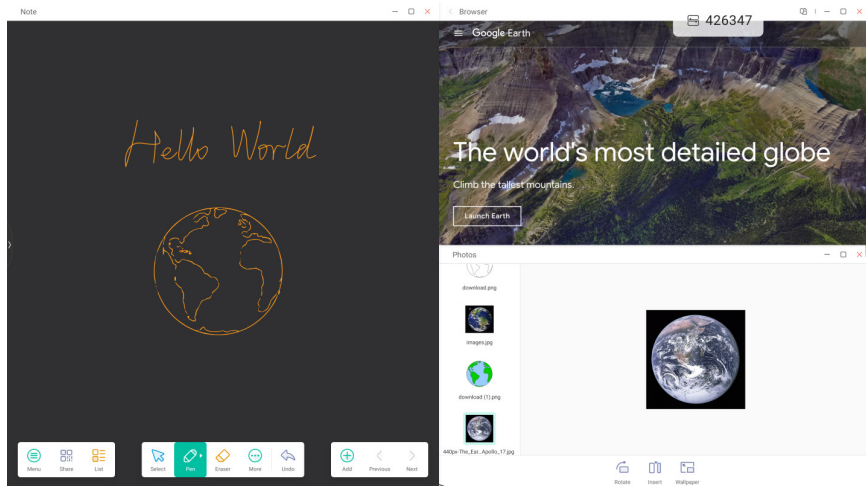 Note
Hello World
Menu
Share
List
Select
Pen
Eraser
More
Undo
Add
Previous
Next
Browser
426347
Google Earth
The world's most detailed globe
Climb the tallest mountains.
Launch Earth
Photos
download.png
images.jpg
download (1).png
440px-The_Eat...Apollo_17.jpg
Rotate
Insert
Wallpaper